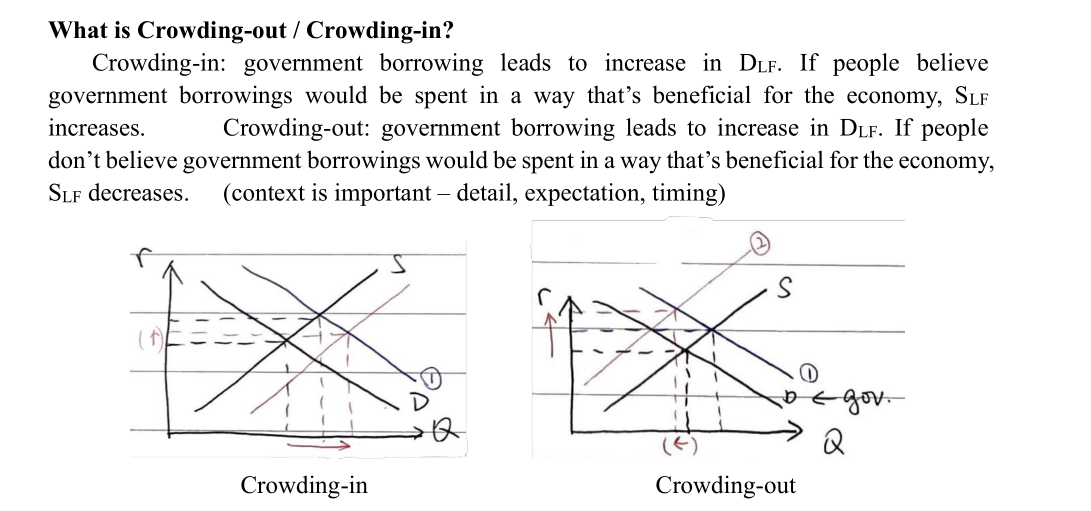 What is Crowding-out / Crowding-in?
Crowding-in: government borrowing leads to increase in DLF. If people believe
government borrowings would be spent in a way that’s beneficial for the economy, SLF
increases. Crowding-out: government borrowing leads to increase in DLF. If people
don’t believe government borrowings would be spent in a way that’s beneficial for the economy,
SLF decreases. (context is important – detail, expectation, timing)
r
S
(↑)
①
D
Q
②
r
↑
S
①
D ← gov.
(←)
Q
Crowding-in
Crowding-out